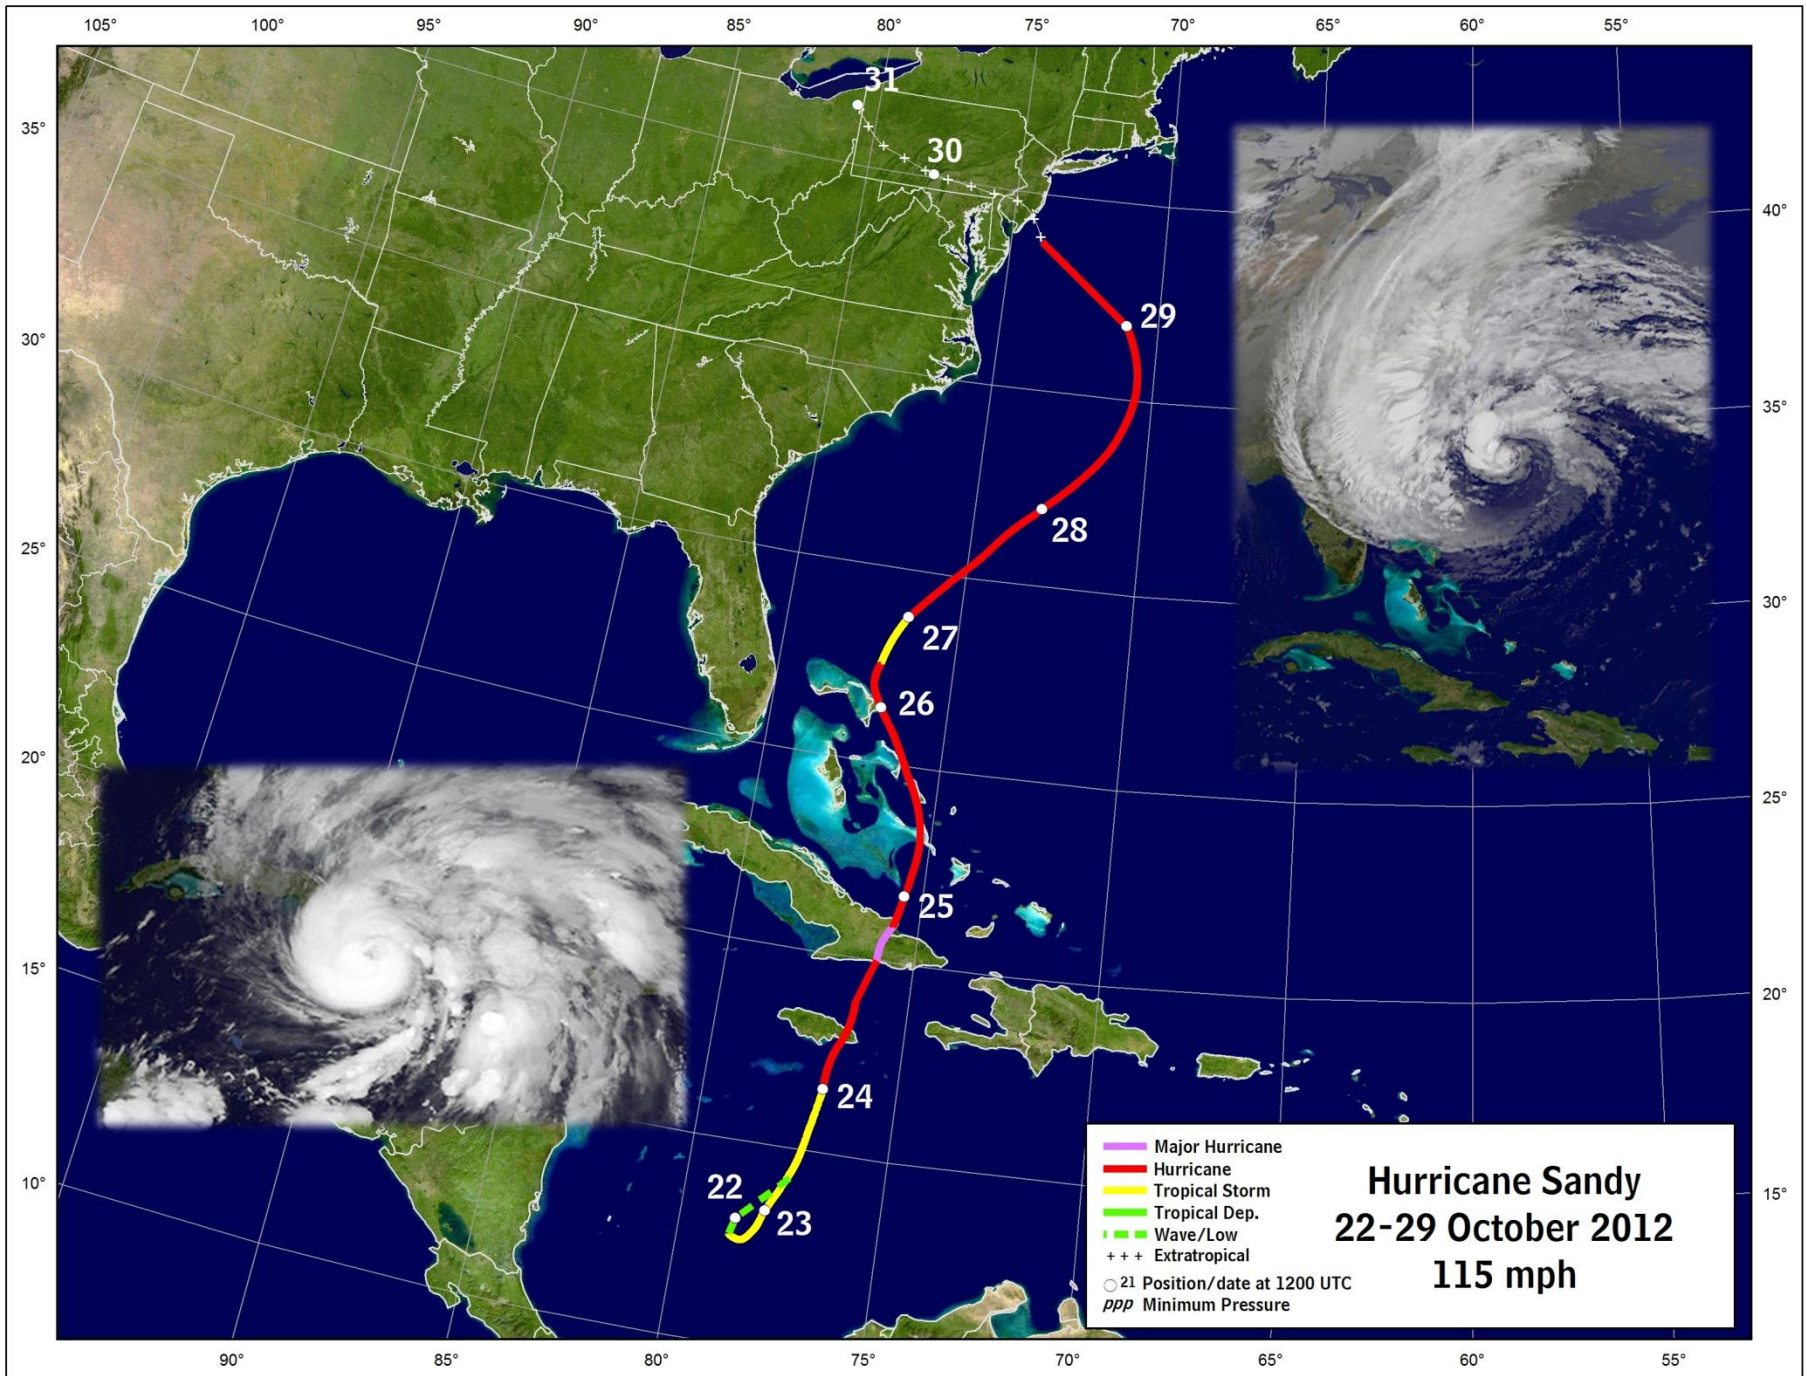 105° 100° 95° 90° 85° 80° 75° 70° 65° 60° 55°
31
35°
30
40°
29
30°
35°
28
25°
30°
27
26
20°
25°
25
15°
20°
24
10°
22
23
15°
Major Hurricane
Hurricane
Tropical Storm
Tropical Dep.
Wave/Low
+ + + Extratropical
21 Position/date at 1200 UTC
ppp Minimum Pressure
Hurricane Sandy
22-29 October 2012
115 mph
90° 85° 80° 75° 70° 65° 60° 55°